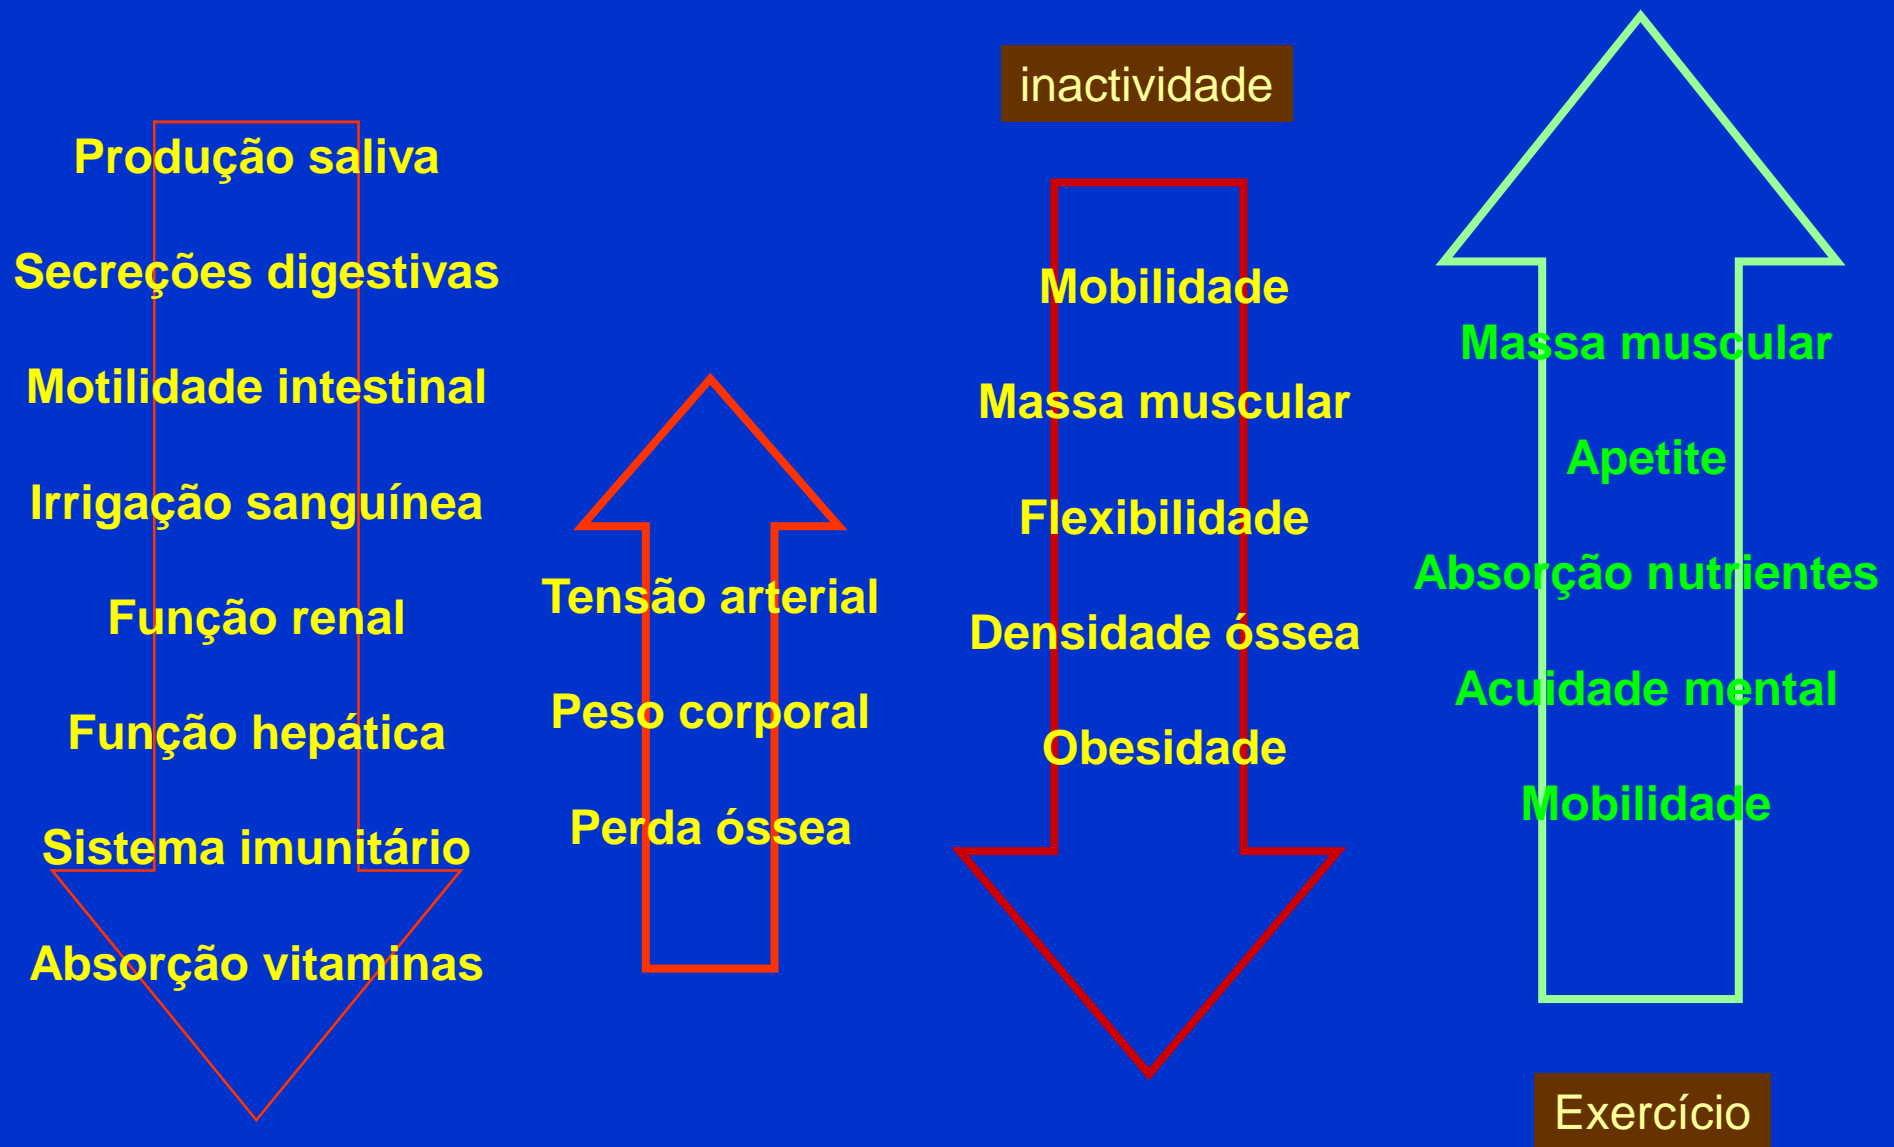 Produção saliva
Secreções digestivas
Motilidade intestinal
Irrigação sanguínea
Função renal
Função hepática
Sistema imunitário
Absorção vitaminas
Tensão arterial
Peso corporal
Perda óssea
inactividade
Mobilidade
Massa muscular
Flexibilidade
Densidade óssea
Obesidade
Massa muscular
Apetite
Absorção nutrientes
Acuidade mental
Mobilidade
Exercício